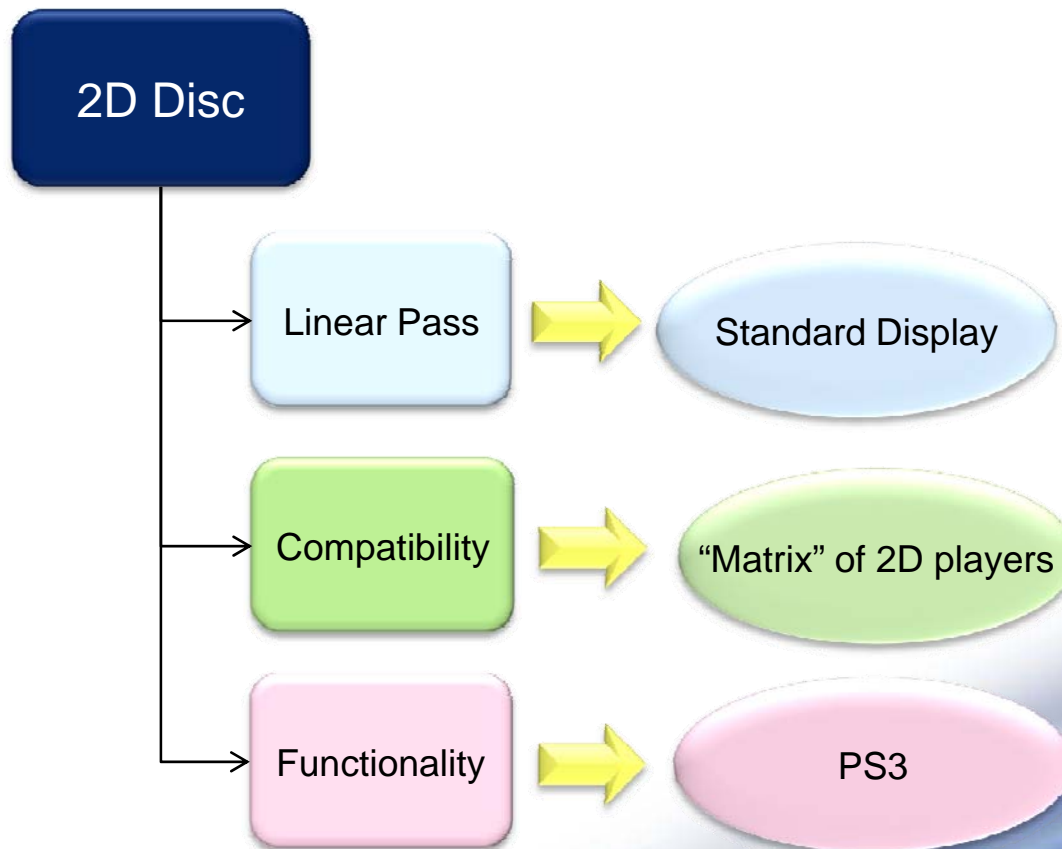 2D Disc
Linear Pass
Standard Display
Compatibility
“Matrix” of 2D players
Functionality
PS3